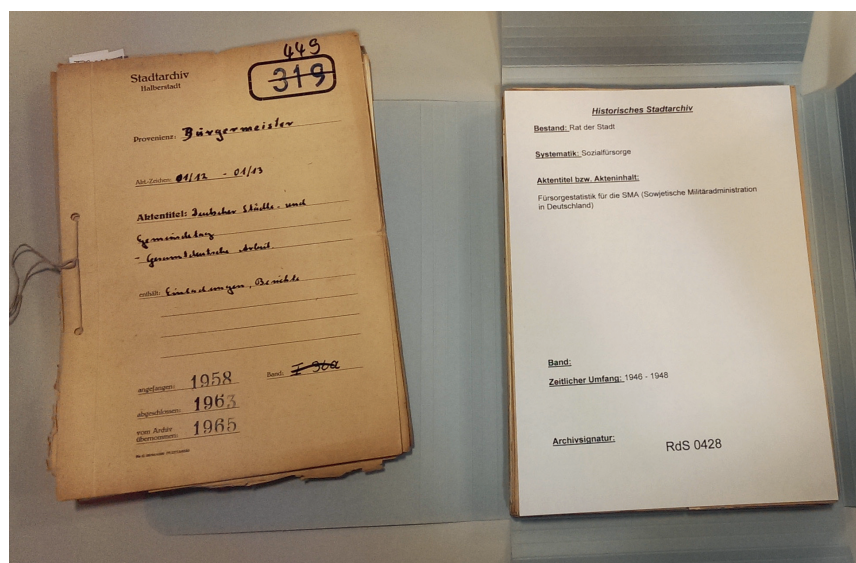 449
319
Stadtarchiv
Halberstadt
Provenienz: Bürgermeister
Akt.-Zeichen: 01/12 - 01/13
Aktentitel: Deutscher Städte- und
Gemeindetag
- Gesamtdeutsche Arbeit.
enthält: Einladungen, Berichte
angefangen: 1958
Band:
abgeschlossen: 1963
vom Archiv
übernommen: 1965
Historisches Stadtarchiv
Bestand: Rat der Stadt
Systematik: Sozialfürsorge
Aktentitel bzw. Akteninhalt:
Fürsorgestatistik für die SMA (Sowjetische Militäradministration
in Deutschland)
Band:
Zeitlicher Umfang: 1946 - 1948
Archivsignatur:
RdS 0428